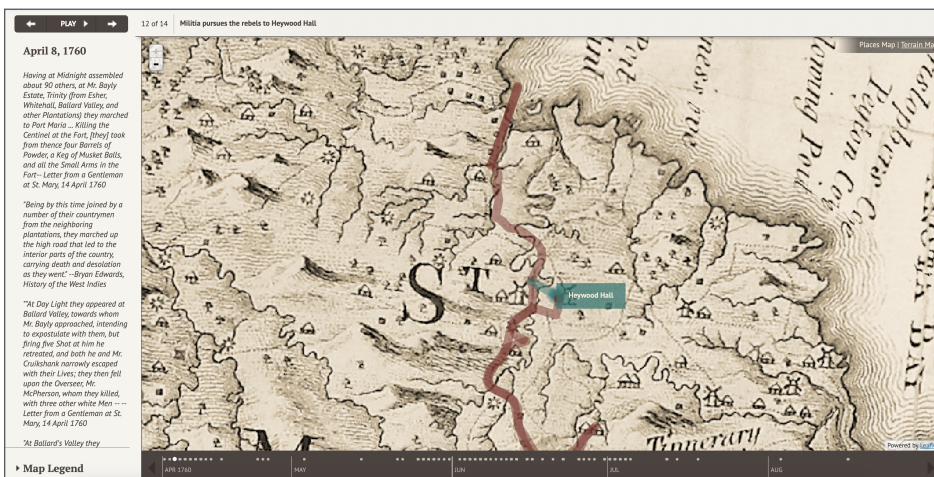 PLAY
12 of 14
Militia pursues the rebels to Heywood Hall
April 8, 1760
Having at Midnight assembled
about 90 others, at Mr. Bayly
Estate, Trinity (from Esher,
Whitehall, Ballard Valley, and
other Plantations) they marched
to Port Maria ... Killing the
Centinel at the Fort, [they] took
from thence four Barrels of
Powder, a Keg of Musket Balls,
and all the Small Arms in the
Fort-- Letter from a Gentleman
at St. Mary, 14 April 1760
"Being by this time joined by a
number of their countrymen
from the neighboring
plantations, they marched up
the high road that led to the
interior parts of the country,
carrying death and desolation
as they went." --Bryan Edwards,
History of the West Indies
""At Day Light they appeared at
Ballard Valley, towards whom
Mr. Bayly approached, intending
to expostulate with them, but
firing five Shot at him he
retreated, and both he and Mr.
Cruikshank narrowly escaped
with their Lives; they then fell
upon the Overseer, Mr.
McPherson, whom they killed,
with three other white Men -- --
Letter from a Gentleman at St.
Mary, 14 April 1760
"At Ballard's Valley they
Map Legend
Places Map | Terrain Ma
ST
Heywood Hall
Itinerary
Powered by Leafl
APR 1760
MAY
JUN
JUL
AUG